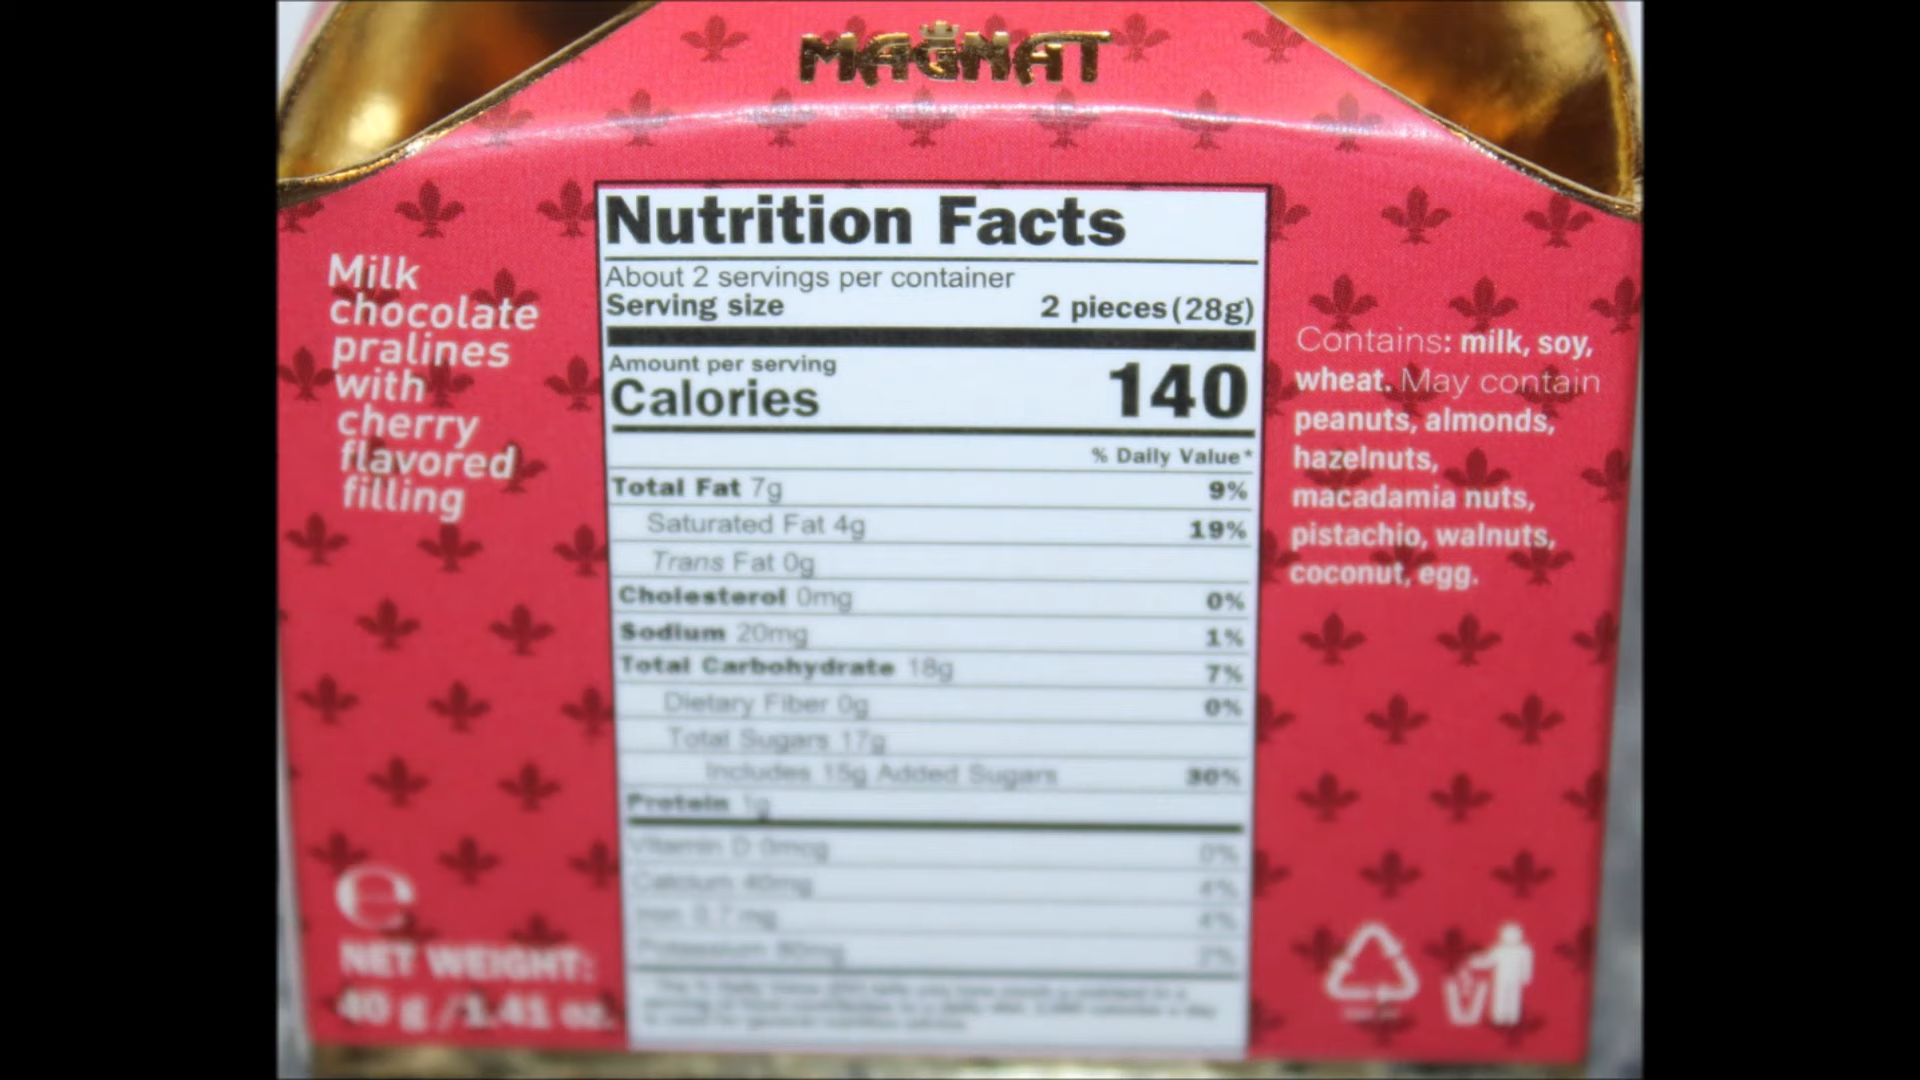 MAGNAT
Milk
chocolate
pralines
with
cherry
flavored
filling
e
NET WEIGHT:
40 g / 1.41 oz.
Nutrition Facts
About 2 servings per container
Serving size 2 pieces (28g)
Amount per serving
Calories 140
% Daily Value*
Total Fat 7g 9%
Saturated Fat 4g 19%
Trans Fat 0g
Cholesterol 0mg 0%
Sodium 20mg 1%
Total Carbohydrate 18g 7%
Dietary Fiber 0g 0%
Total Sugars 17g
Includes 15g Added Sugars 30%
Protein 1g
Vitamin D 0mcg 0%
Calcium 40mg 4%
Iron 0.7 mg 4%
Potassium 80mg 2%
Contains: milk, soy,
wheat. May contain
peanuts, almonds,
hazelnuts,
macadamia nuts,
pistachio, walnuts,
coconut, egg.